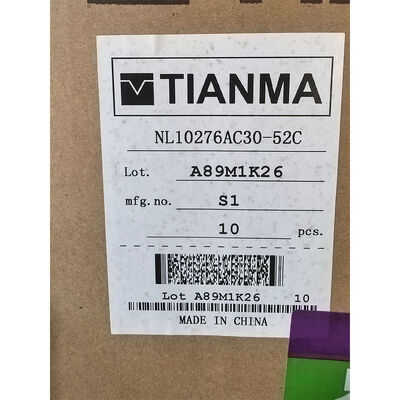 TIANMA
NL10276AC30-52C
Lot. A89M1K26
mfg.no. S1
10 pcs.
Lot A89M1K26 10
MADE IN CHINA